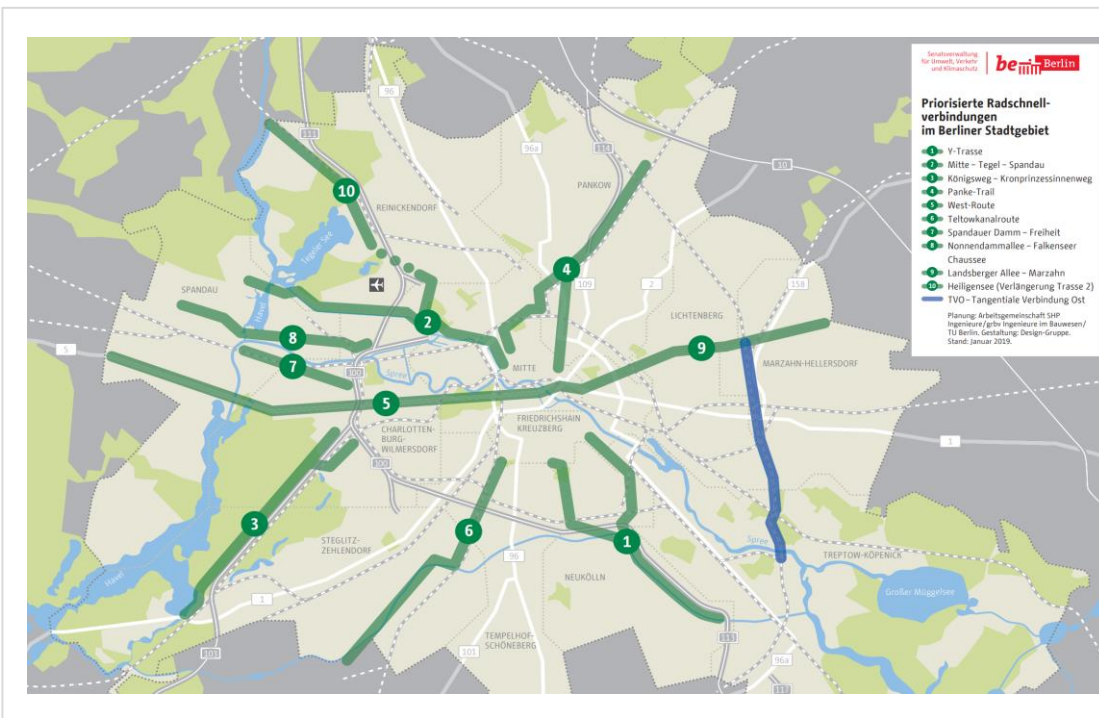 Senatsverwaltung
für Umwelt, Verkehr
und Klimaschutz
be Berlin
Priorisierte Radschnell-
verbindungen
im Berliner Stadtgebiet
1 Y-Trasse
2 Mitte – Tegel – Spandau
3 Königsweg – Kronprinzessinnenweg
4 Panke-Trail
5 West-Route
6 Teltowkanalroute
7 Spandauer Damm – Freiheit
8 Nonnendammallee – Falkenseer
Chaussee
9 Landsberger Allee – Marzahn
10 Heiligensee (Verlängerung Trasse 2)
TVO – Tangentiale Verbindung Ost
Planung: Arbeitsgemeinschaft SHP
Ingenieure/grbv Ingenieure im Bauwesen/
TU Berlin. Gestaltung: Design-Gruppe.
Stand: Januar 2019.
96
111
96a
114
10
PANKOW
10
REINICKENDORF
Tegeler See
4
109
2
158
SPANDAU
Havel
2
LICHTENBERG
8
9
5
7
100
Spree
MITTE
MARZAHN-HELLERSDORF
5
CHARLOTTEN-
BURG-
WILMERSDORF
FRIEDRICHSHAIN
KREUZBERG
1
100
3
6
1
STEGLITZ-
ZEHLENDORF
96
Spree
TREPTOW-KÖPENICK
Havel
NEUKÖLLN
Großer Müggelsee
1
TEMPELHOF-
SCHÖNEBERG
113
103
101
96a
117